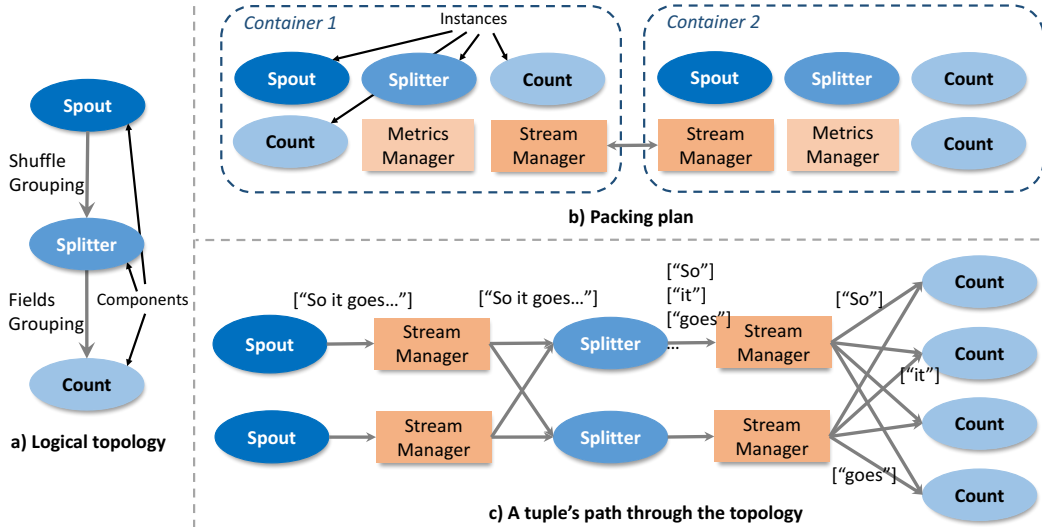 Spout
Shuffle
Grouping
Splitter
Fields
Grouping
Components
Count
a) Logical topology
Container 1
Instances
Spout
Splitter
Count
Count
Metrics
Manager
Stream
Manager
Container 2
Spout
Splitter
Count
Stream
Manager
Metrics
Manager
Count
b) Packing plan
["So it goes…"]
["So it goes…"]
["So"]
["it"]
["goes"]
...
["So"]
Spout
Stream
Manager
Splitter
Stream
Manager
Count
Count
["it"]
Spout
Stream
Manager
Splitter
Stream
Manager
Count
["goes"]
Count
c) A tuple's path through the topology